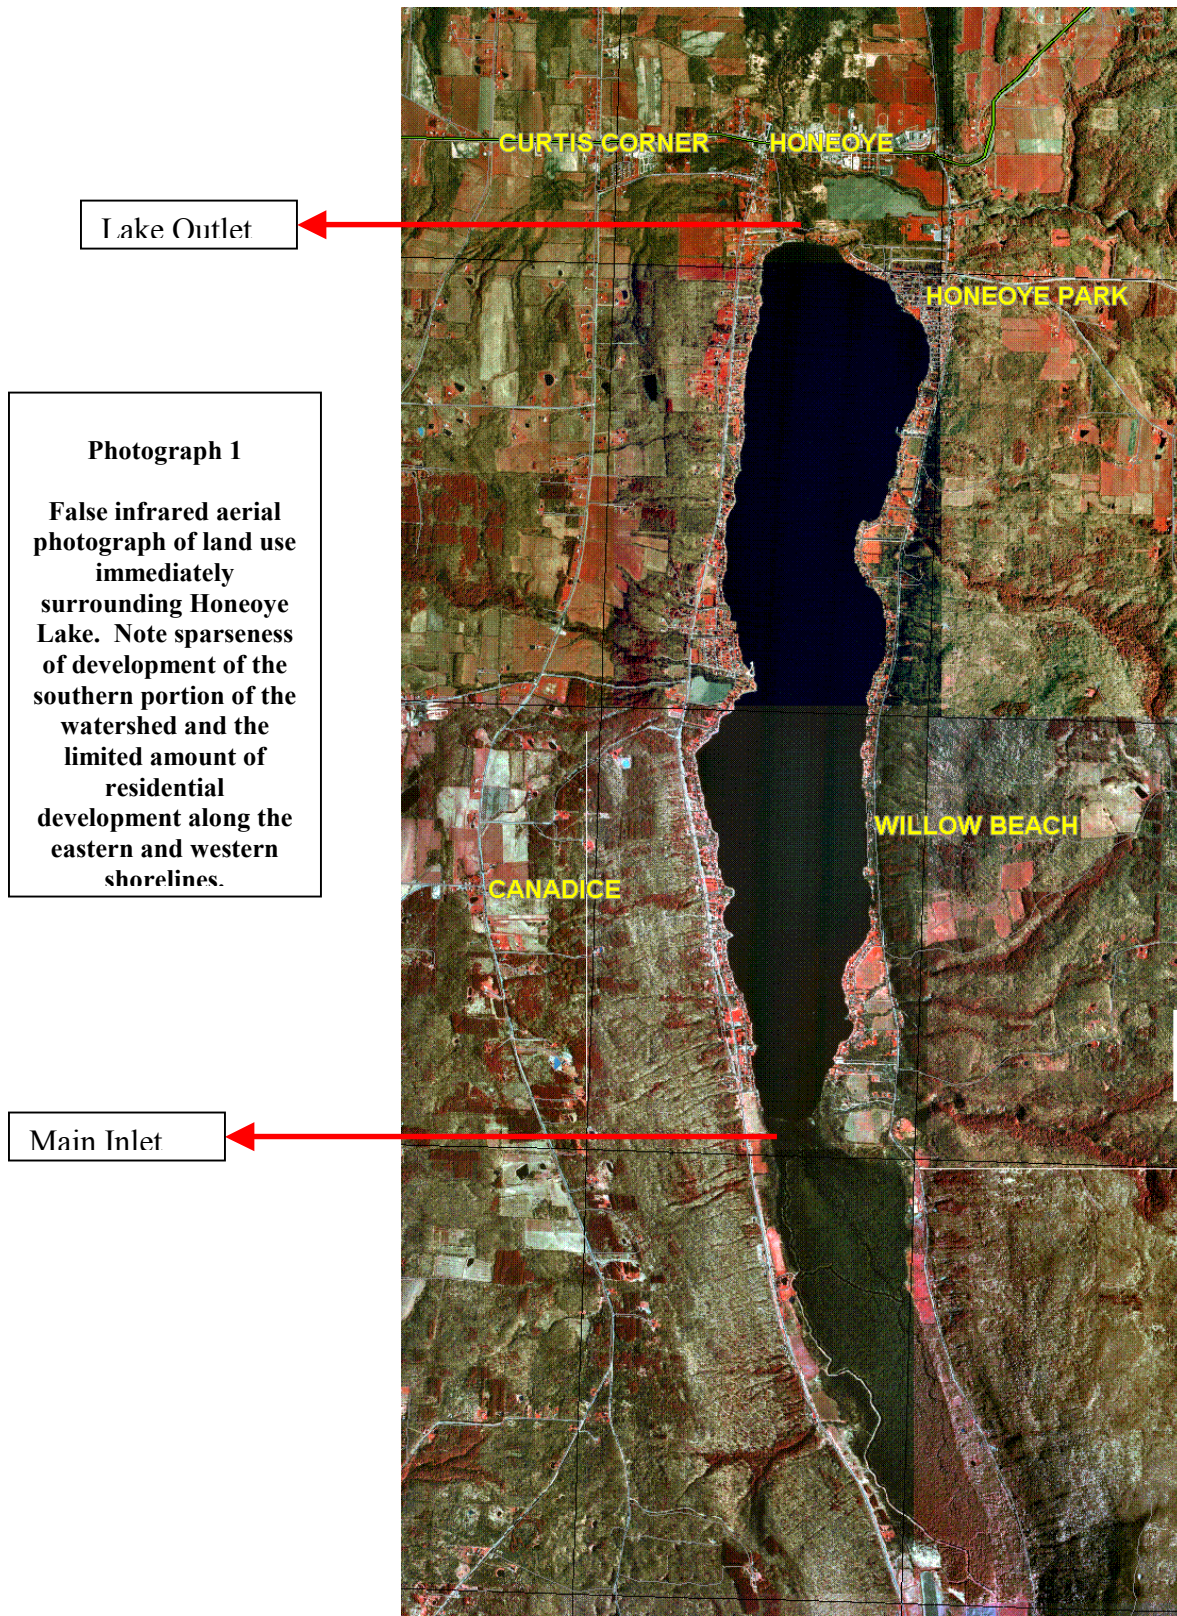 CURTIS CORNER HONEOYE
Lake Outlet
HONEOYE PARK
Photograph 1
False infrared aerial
photograph of land use
immediately
surrounding Honeoye
Lake. Note sparseness
of development of the
southern portion of the
watershed and the
limited amount of
residential
development along the
eastern and western
shorelines.
WILLOW BEACH
CANADICE
Main Inlet